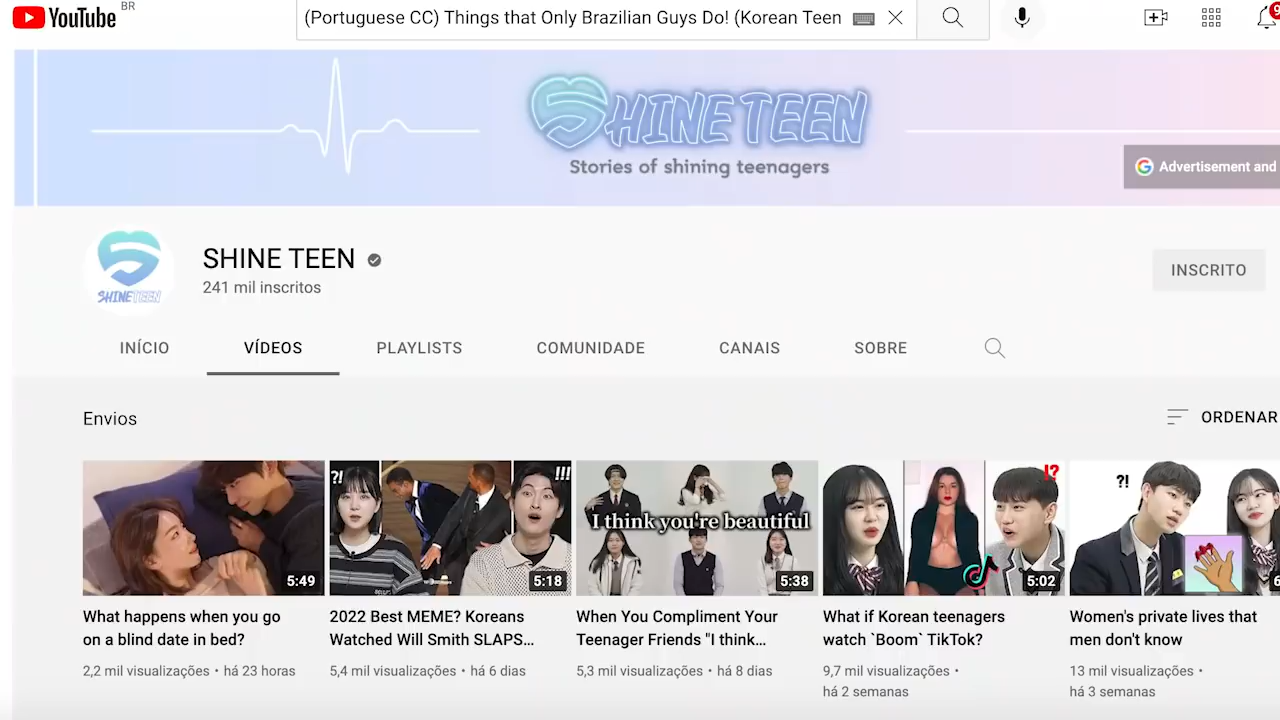 YouTube BR
(Portuguese CC) Things that Only Brazilian Guys Do! (Korean Teen
9
SHINE TEEN
Stories of shining teenagers
Advertisement and
SHINE TEEN
SHINETEEN
241 mil inscritos
INSCRITO
INÍCIO VÍDEOS PLAYLISTS COMUNIDADE CANAIS SOBRE
Envios
ORDENAR
?! !!! !? ?!
I think you're beautiful
5:49 5:18 5:38 5:02 6
What happens when you go
on a blind date in bed?
2,2 mil visualizações • há 23 horas
2022 Best MEME? Koreans
Watched Will Smith SLAPS...
5,4 mil visualizações • há 6 dias
When You Compliment Your
Teenager Friends "I think...
5,3 mil visualizações • há 8 dias
What if Korean teenagers
watch `Boom` TikTok?
9,7 mil visualizações •
há 2 semanas
Women's private lives that
men don't know
13 mil visualizações •
há 3 semanas